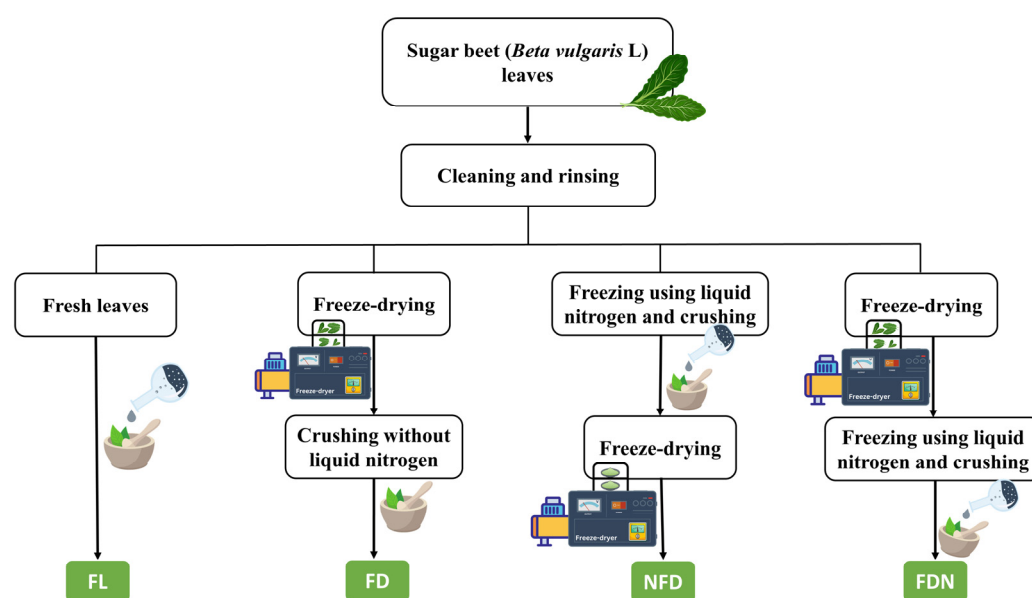 Sugar beet (Beta vulgaris L)
leaves
Cleaning and rinsing
Fresh leaves
Freeze-drying
Freezing using liquid
nitrogen and crushing
Freeze-drying
Freeze-dryer
Freeze-dryer
Crushing without
liquid nitrogen
Freeze-drying
Freezing using liquid
nitrogen and crushing
Freeze-dryer
FL
FD
NFD
FDN